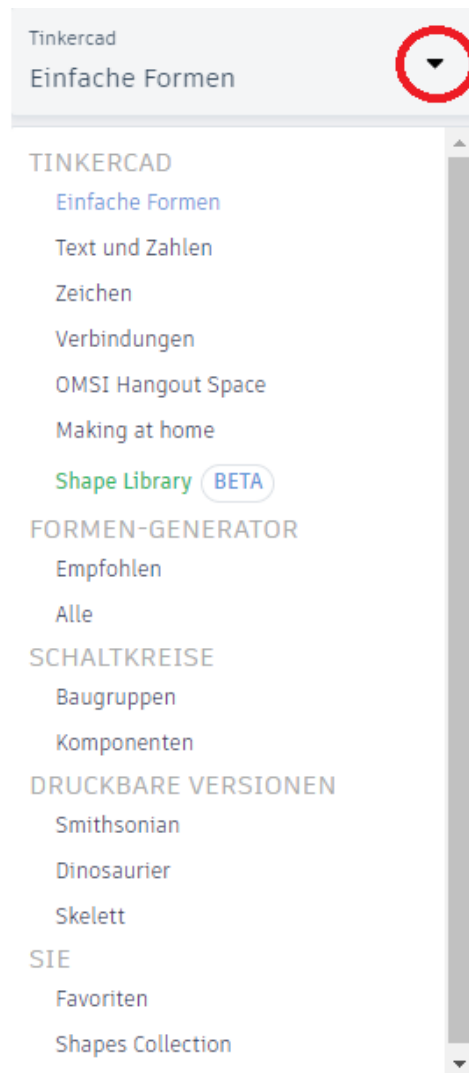 Tinkercad
Einfache Formen
TINKERCAD
Einfache Formen
Text und Zahlen
Zeichen
Verbindungen
OMSI Hangout Space
Making at home
Shape Library BETA
FORMEN-GENERATOR
Empfohlen
Alle
SCHALTKREISE
Baugruppen
Komponenten
DRUCKBARE VERSIONEN
Smithsonian
Dinosaurier
Skelett
SIE
Favoriten
Shapes Collection